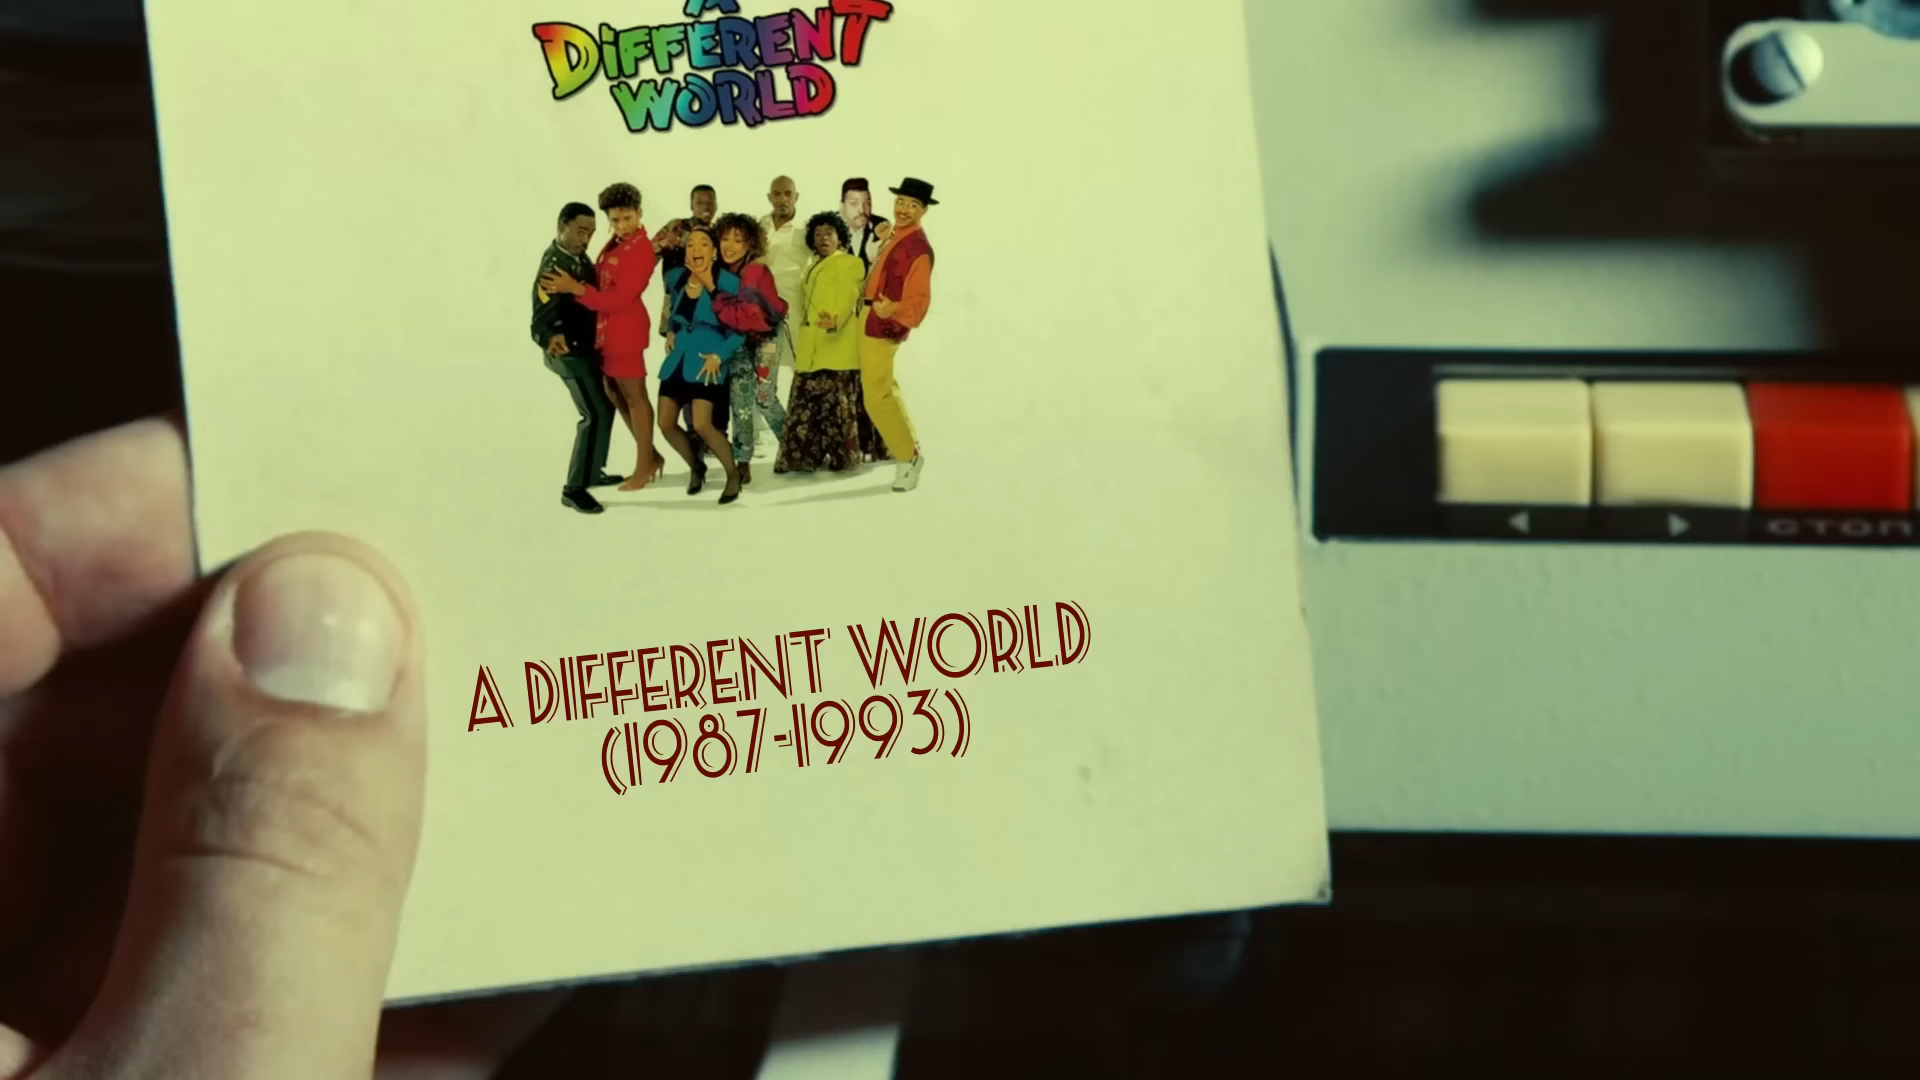 A
DiFFERENT
WORLD
A DIFFERENT WORLD
(1987-1993)
СТОП